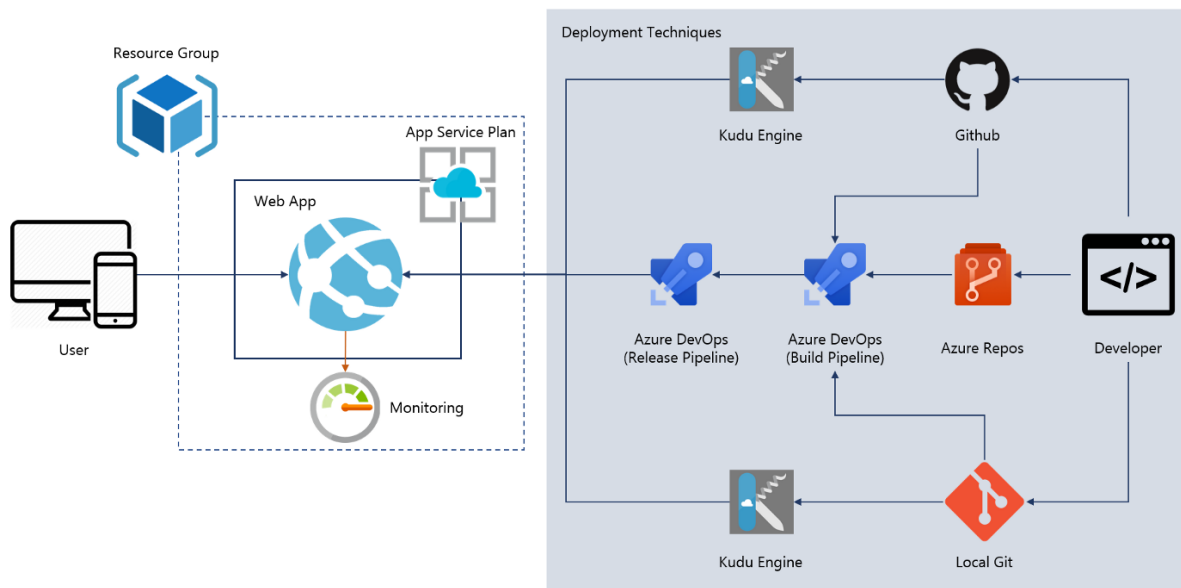 Deployment Techniques
Resource Group
App Service Plan
Kudu Engine
Github
Web App
</>
User
Azure DevOps
(Release Pipeline)
Azure DevOps
(Build Pipeline)
Azure Repos
Developer
Monitoring
Kudu Engine
Local Git